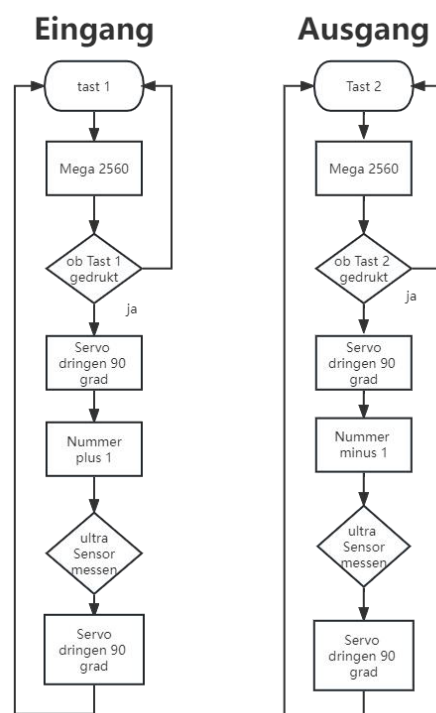 Eingang
tast 1
Mega 2560
ob Tast 1
gedrukt
ja
Servo
dringen 90
grad
Nummer
plus 1
ultra
Sensor
messen
Servo
dringen 90
grad
Ausgang
Tast 2
Mega 2560
ob Tast 2
gedrukt
ja
Servo
dringen 90
grad
Nummer
minus 1
ultra
Sensor
messen
Servo
dringen 90
grad